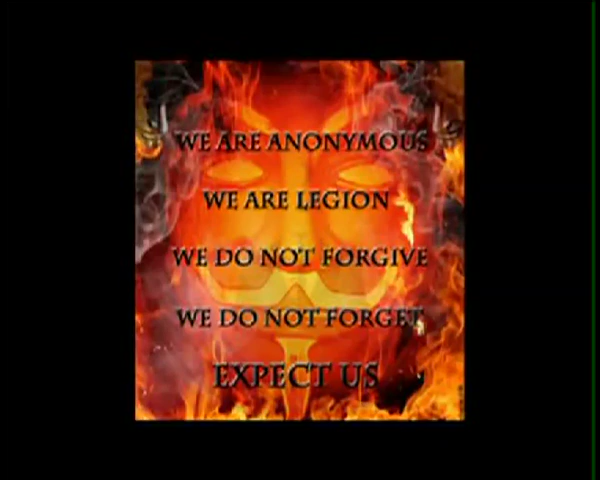 WE ARE ANONYMOUS
WE ARE LEGION
WE DO NOT FORGIVE
WE DO NOT FORGET
EXPECT US